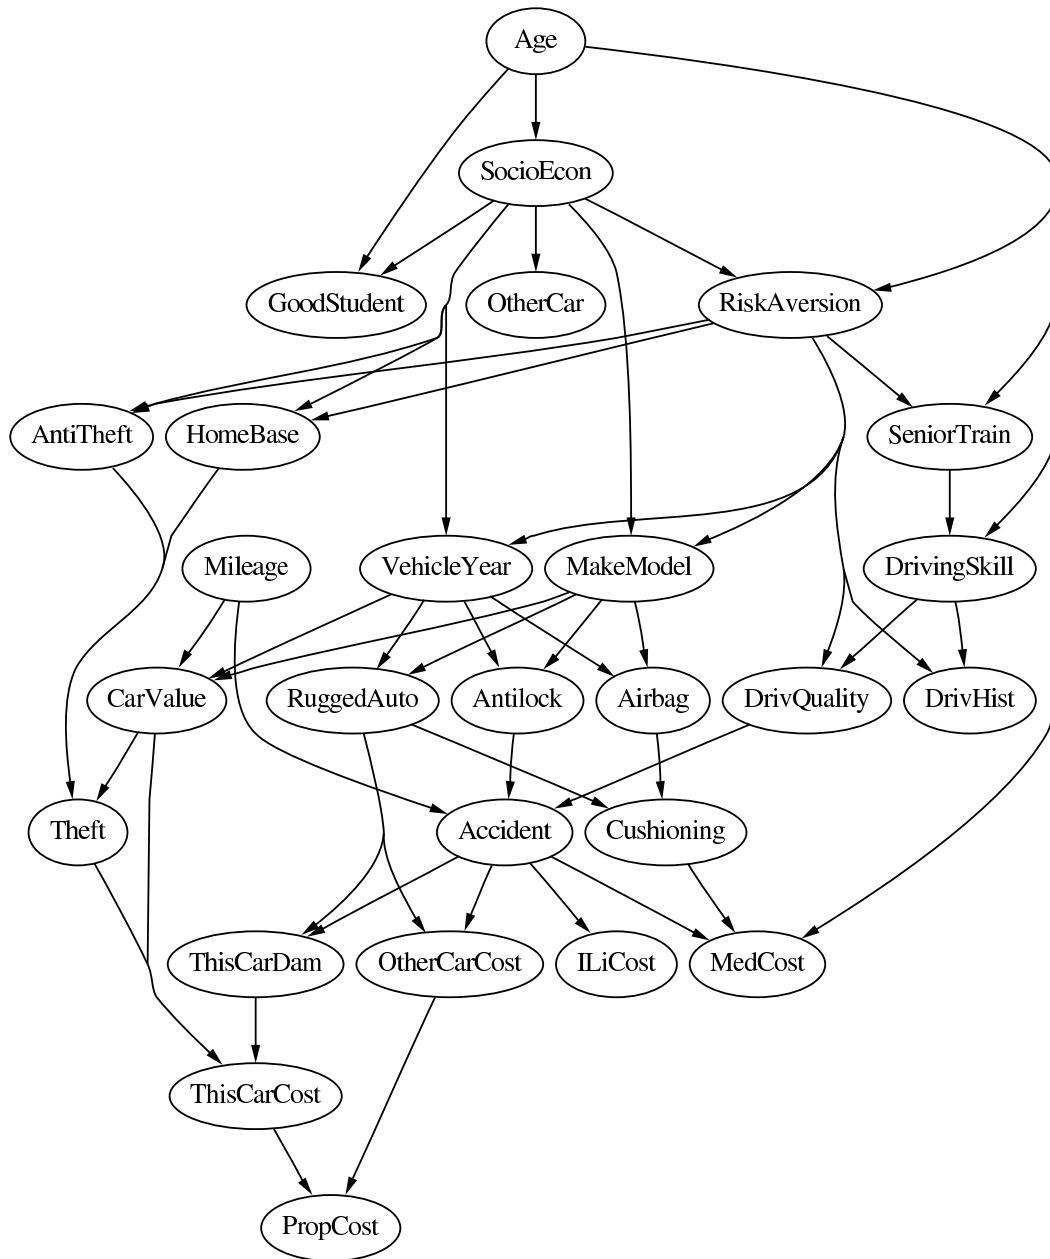 Age
SocioEcon
GoodStudent
OtherCar
RiskAversion
AntiTheft
HomeBase
SeniorTrain
Mileage
VehicleYear
MakeModel
DrivingSkill
CarValue
RuggedAuto
Antilock
Airbag
DrivQuality
DrivHist
Theft
Accident
Cushioning
ThisCarDam
OtherCarCost
ILiCost
MedCost
ThisCarCost
PropCost